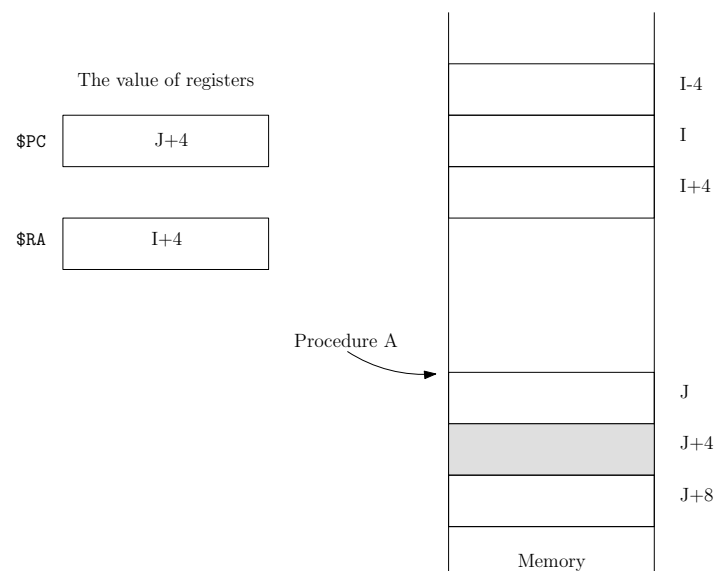 The value of registers
$PC
J+4
$RA
I+4
Procedure A
I-4
I
I+4
J
J+4
J+8
Memory